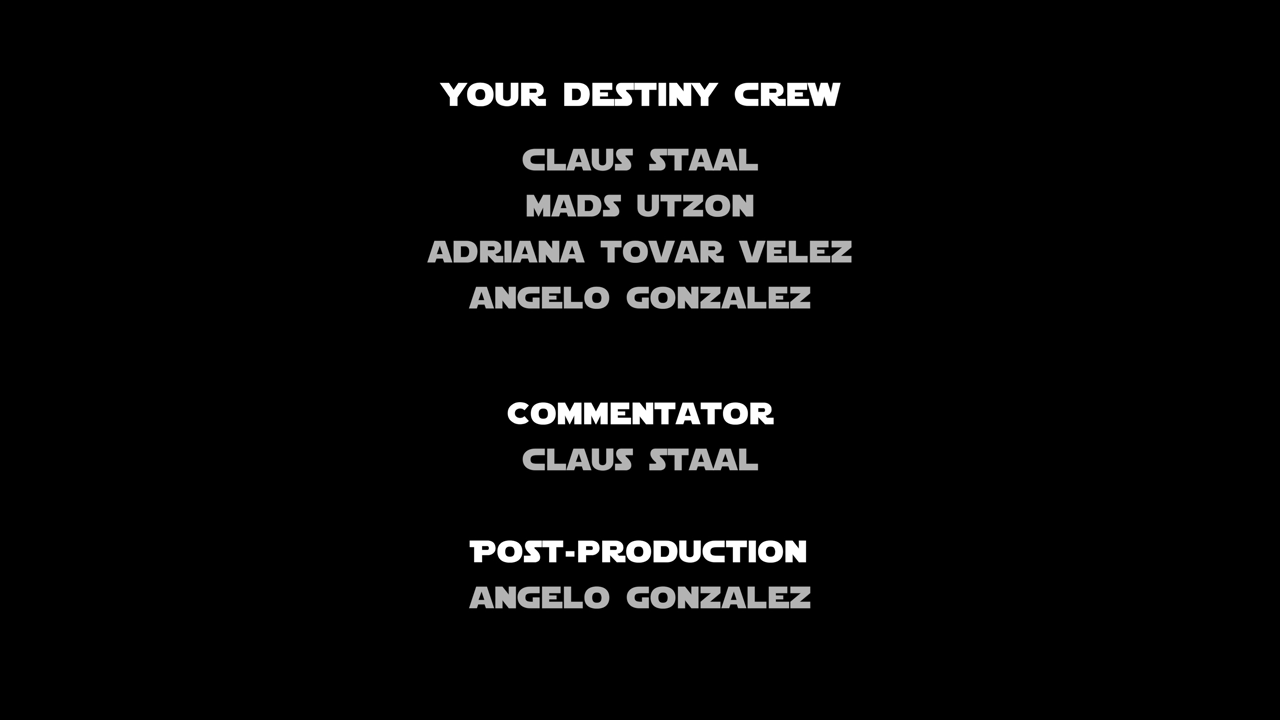 YOUR DESTINY CREW
CLAUS STAAL
MADS UTZON
ADRIANA TOVAR VELEZ
ANGELO GONZALEZ
COMMENTATOR
CLAUS STAAL
POST-PRODUCTION
ANGELO GONZALEZ